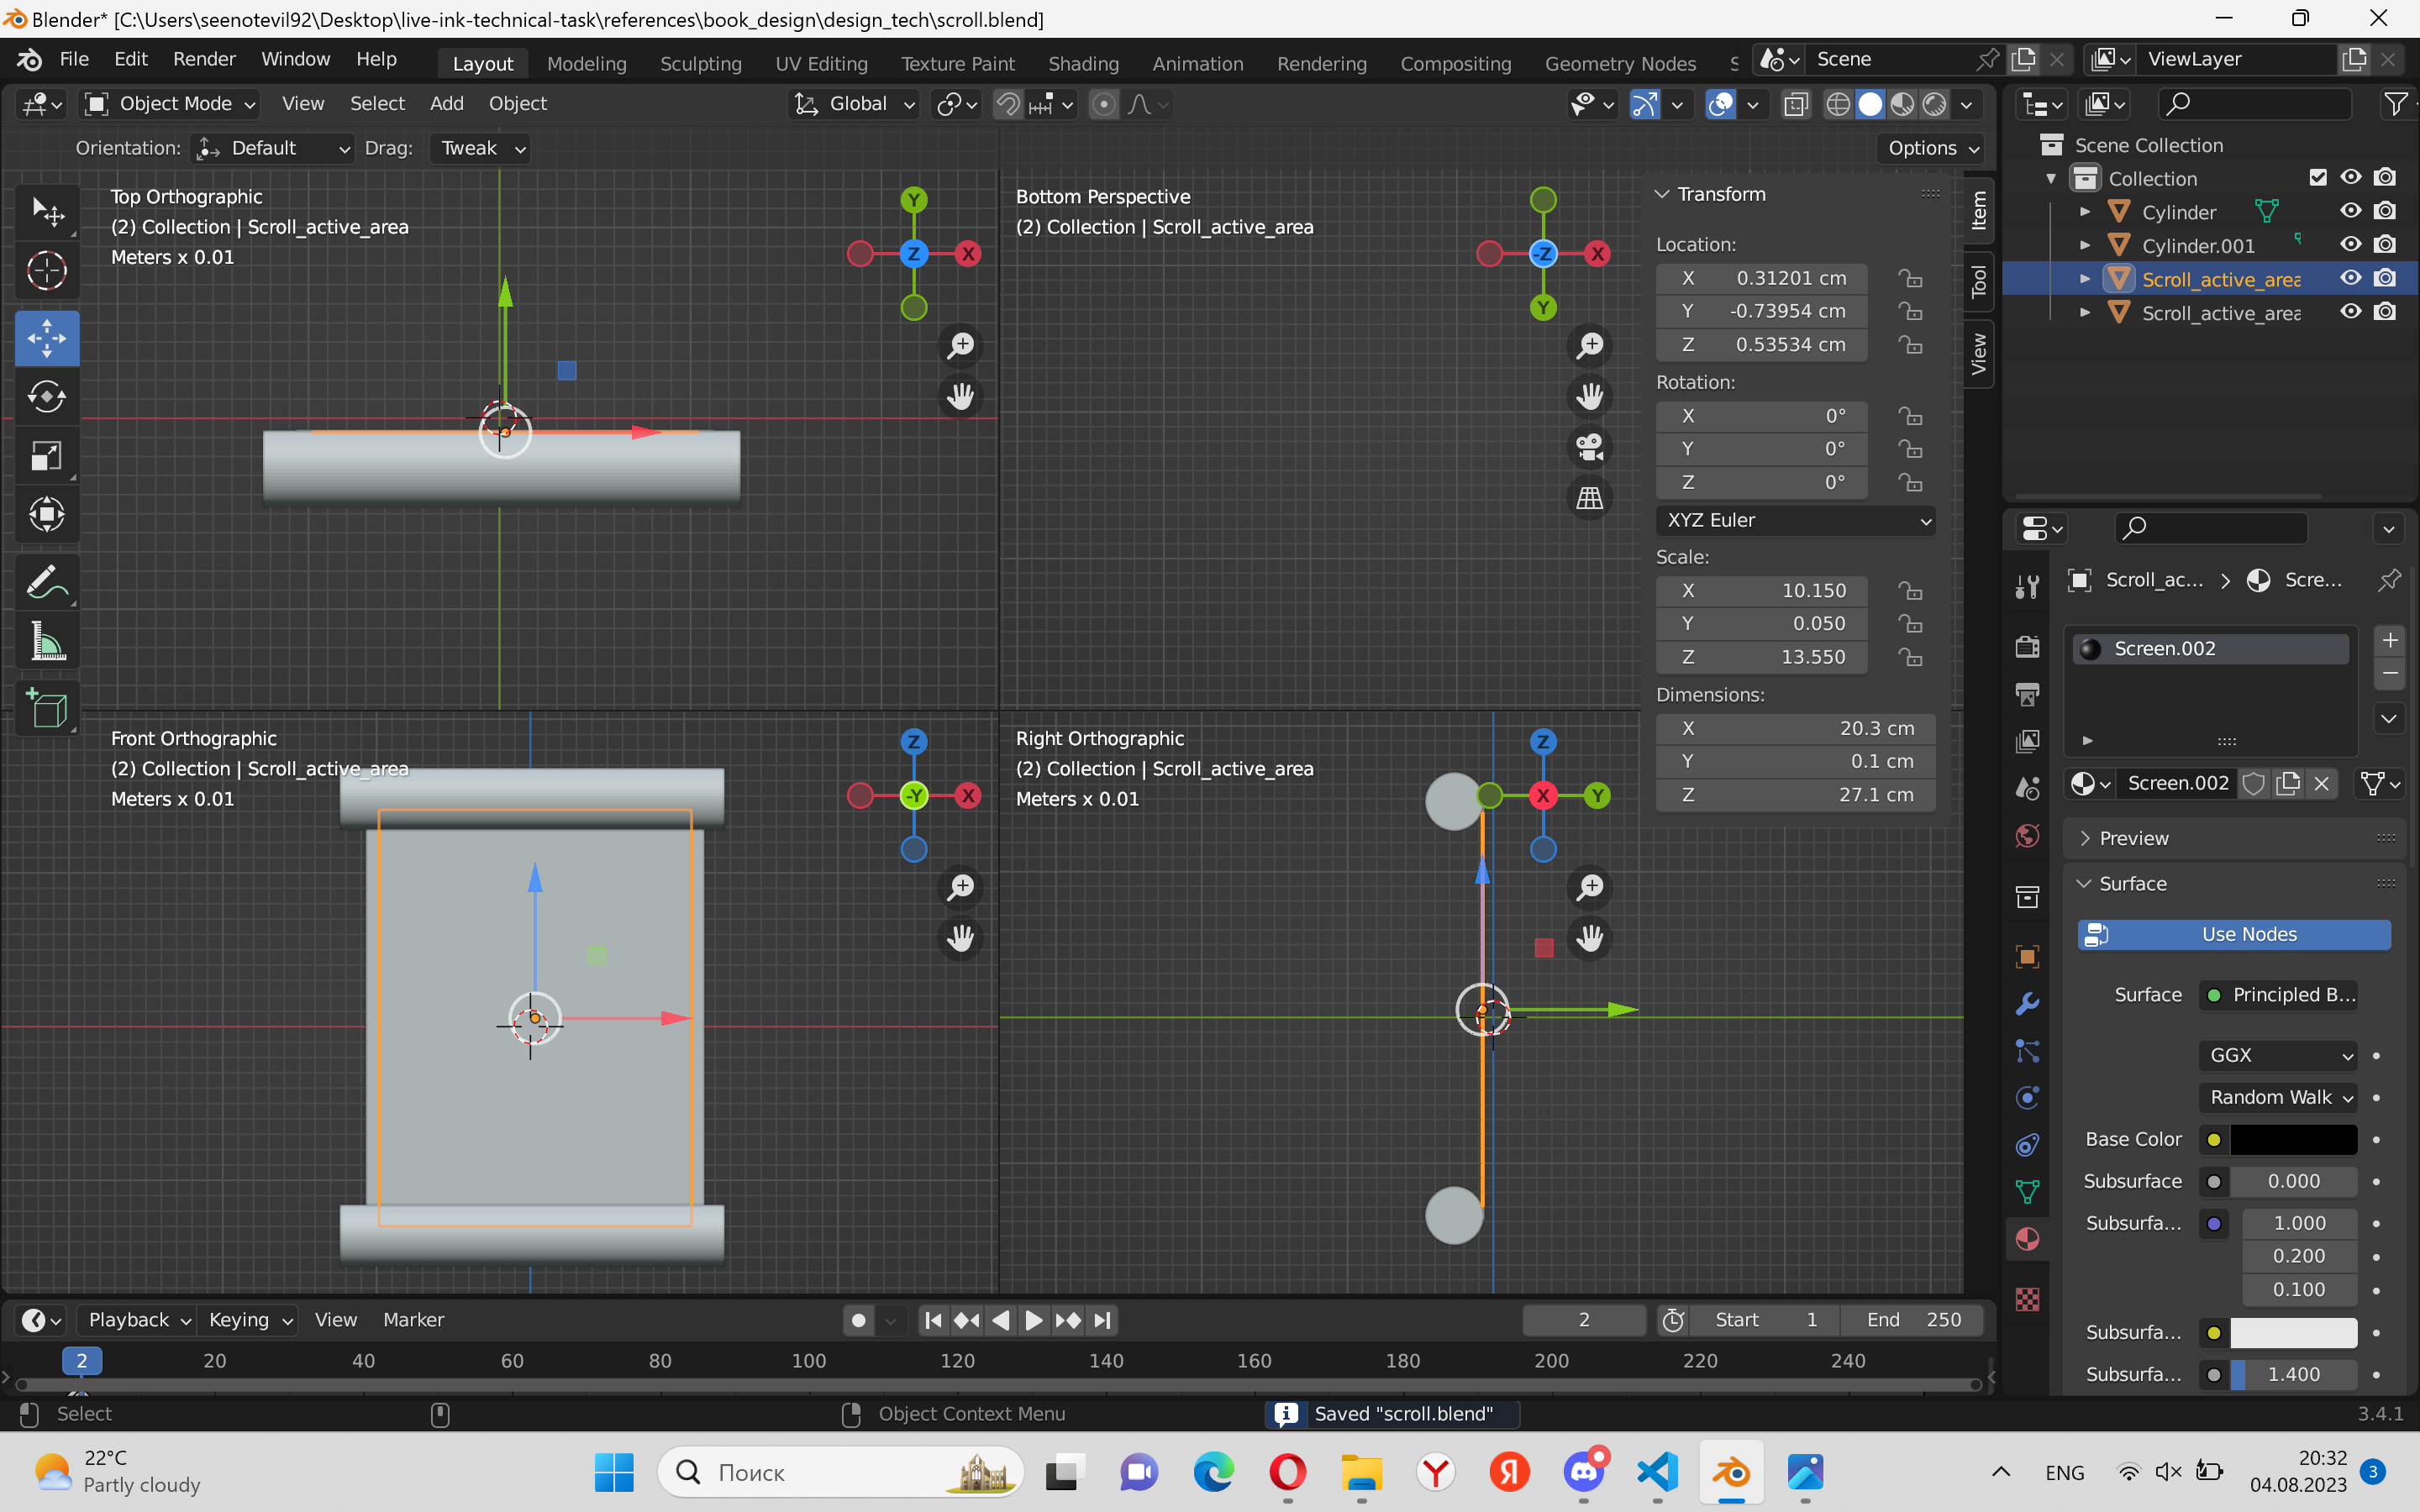 Blender* [C:\Users\seenotevil92\Desktop\live-ink-technical-task\references\book_design\design_tech\scroll.blend]
File Edit Render Window Help Layout Modeling Sculpting UV Editing Texture Paint Shading Animation Rendering Compositing Geometry Nodes Scene ViewLayer
Object Mode View Select Add Object Global
Orientation: Default Drag: Tweak Options
Top Orthographic
(2) Collection | Scroll_active_area
Meters x 0.01
Y
Z
X
Bottom Perspective
(2) Collection | Scroll_active_area
-Z
X
Y
Transform
Location:
X 0.31201 cm
Y -0.73954 cm
Z 0.53534 cm
Rotation:
X 0°
Y 0°
Z 0°
XYZ Euler
Scale:
X 10.150
Y 0.050
Z 13.550
Dimensions:
X 20.3 cm
Y 0.1 cm
Z 27.1 cm
Item
Tool
View
Front Orthographic
(2) Collection | Scroll_active_area
Meters x 0.01
Z
-Y
X
Right Orthographic
(2) Collection | Scroll_active_area
Meters x 0.01
Z
X
Y
Scene Collection
Collection
Cylinder
Cylinder.001
Scroll_active_area
Scroll_active_area
Scroll_ac... Scre...
Screen.002
Screen.002
Preview
Surface
Use Nodes
Surface Principled B...
GGX
Random Walk
Base Color
Subsurface 0.000
Subsurfa... 1.000
0.200
0.100
Subsurfa...
Subsurfa... 1.400
Playback Keying View Marker 2 Start 1 End 250
2 20 40 60 80 100 120 140 160 180 200 220 240
Select Object Context Menu Saved "scroll.blend" 3.4.1
22°C
Partly cloudy
Поиск
ENG
20:32
04.08.2023
3